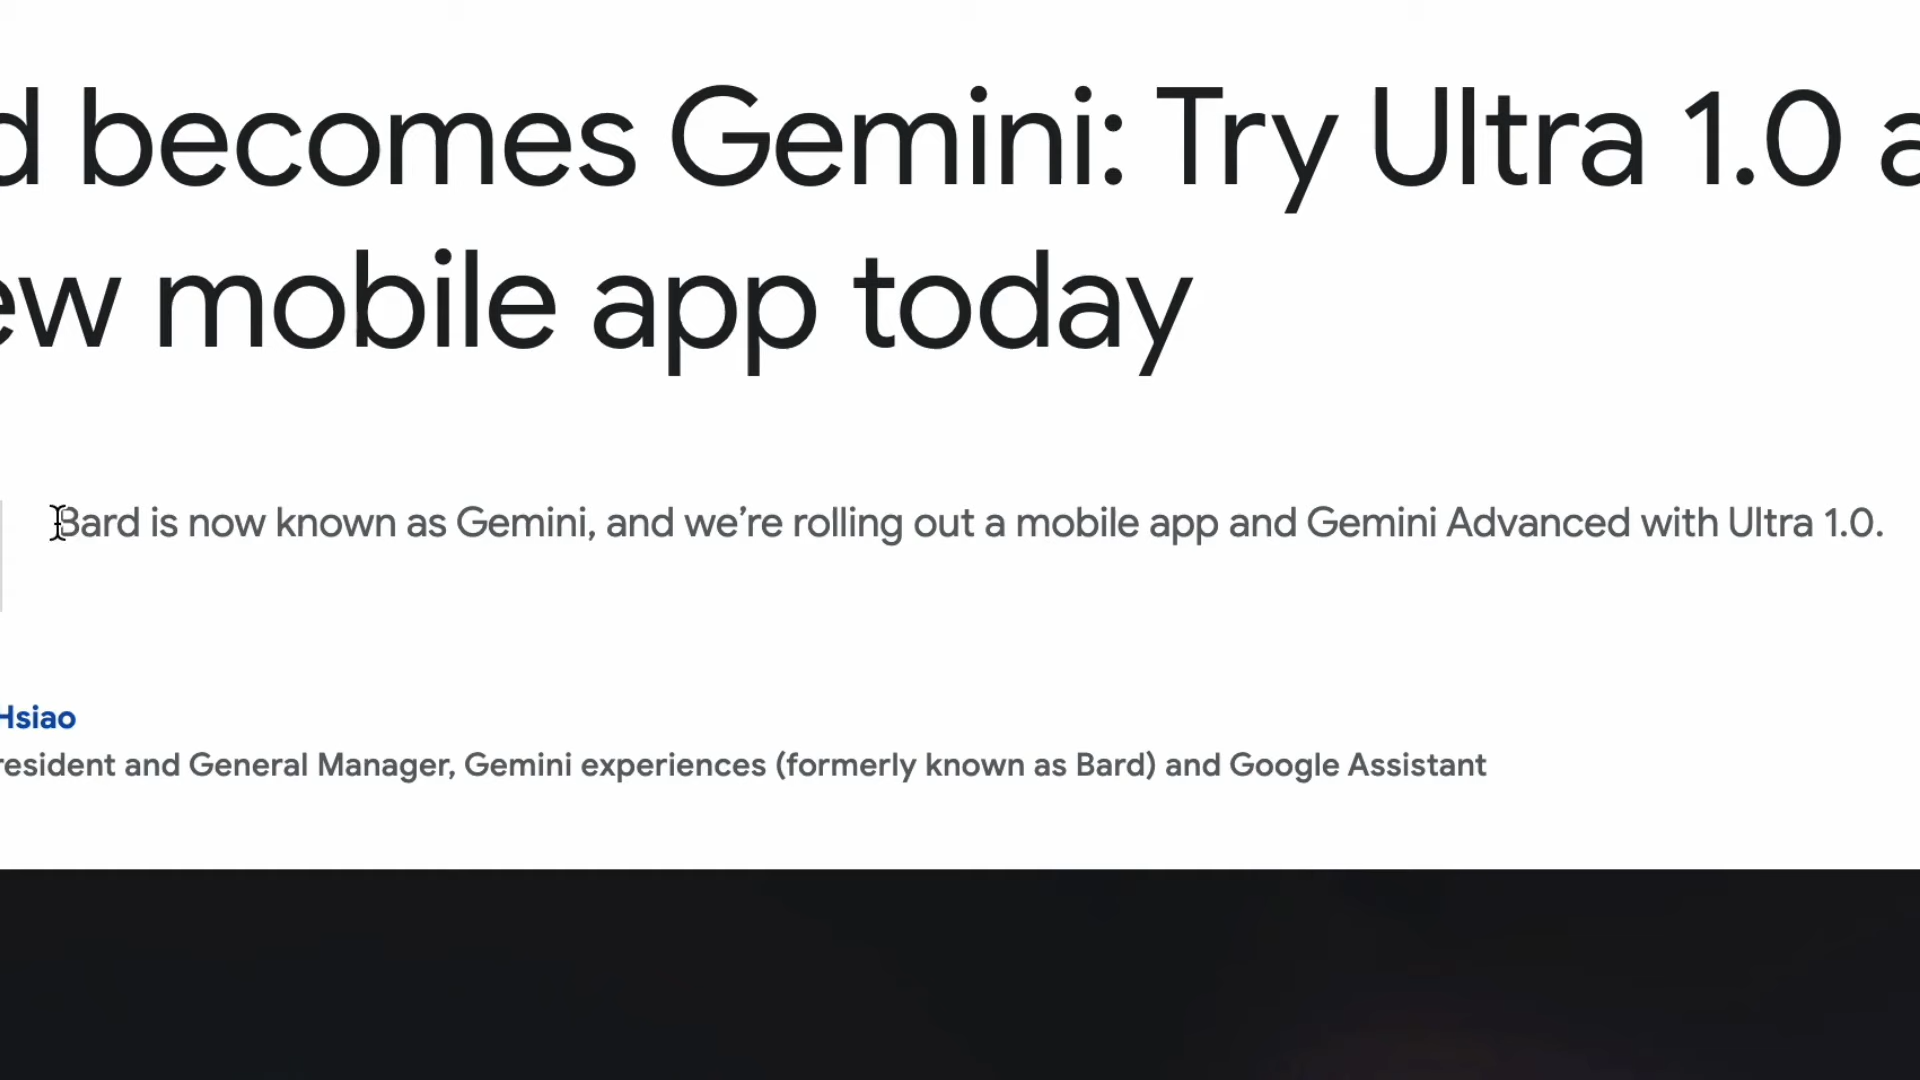 becomes Gemini: Try Ultra 1.0
mobile app today
Bard is now known as Gemini, and we’re rolling out a mobile app and Gemini Advanced with Ultra 1.0.
Hsiao
and General Manager, Gemini experiences (formerly known as Bard) and Google Assistant